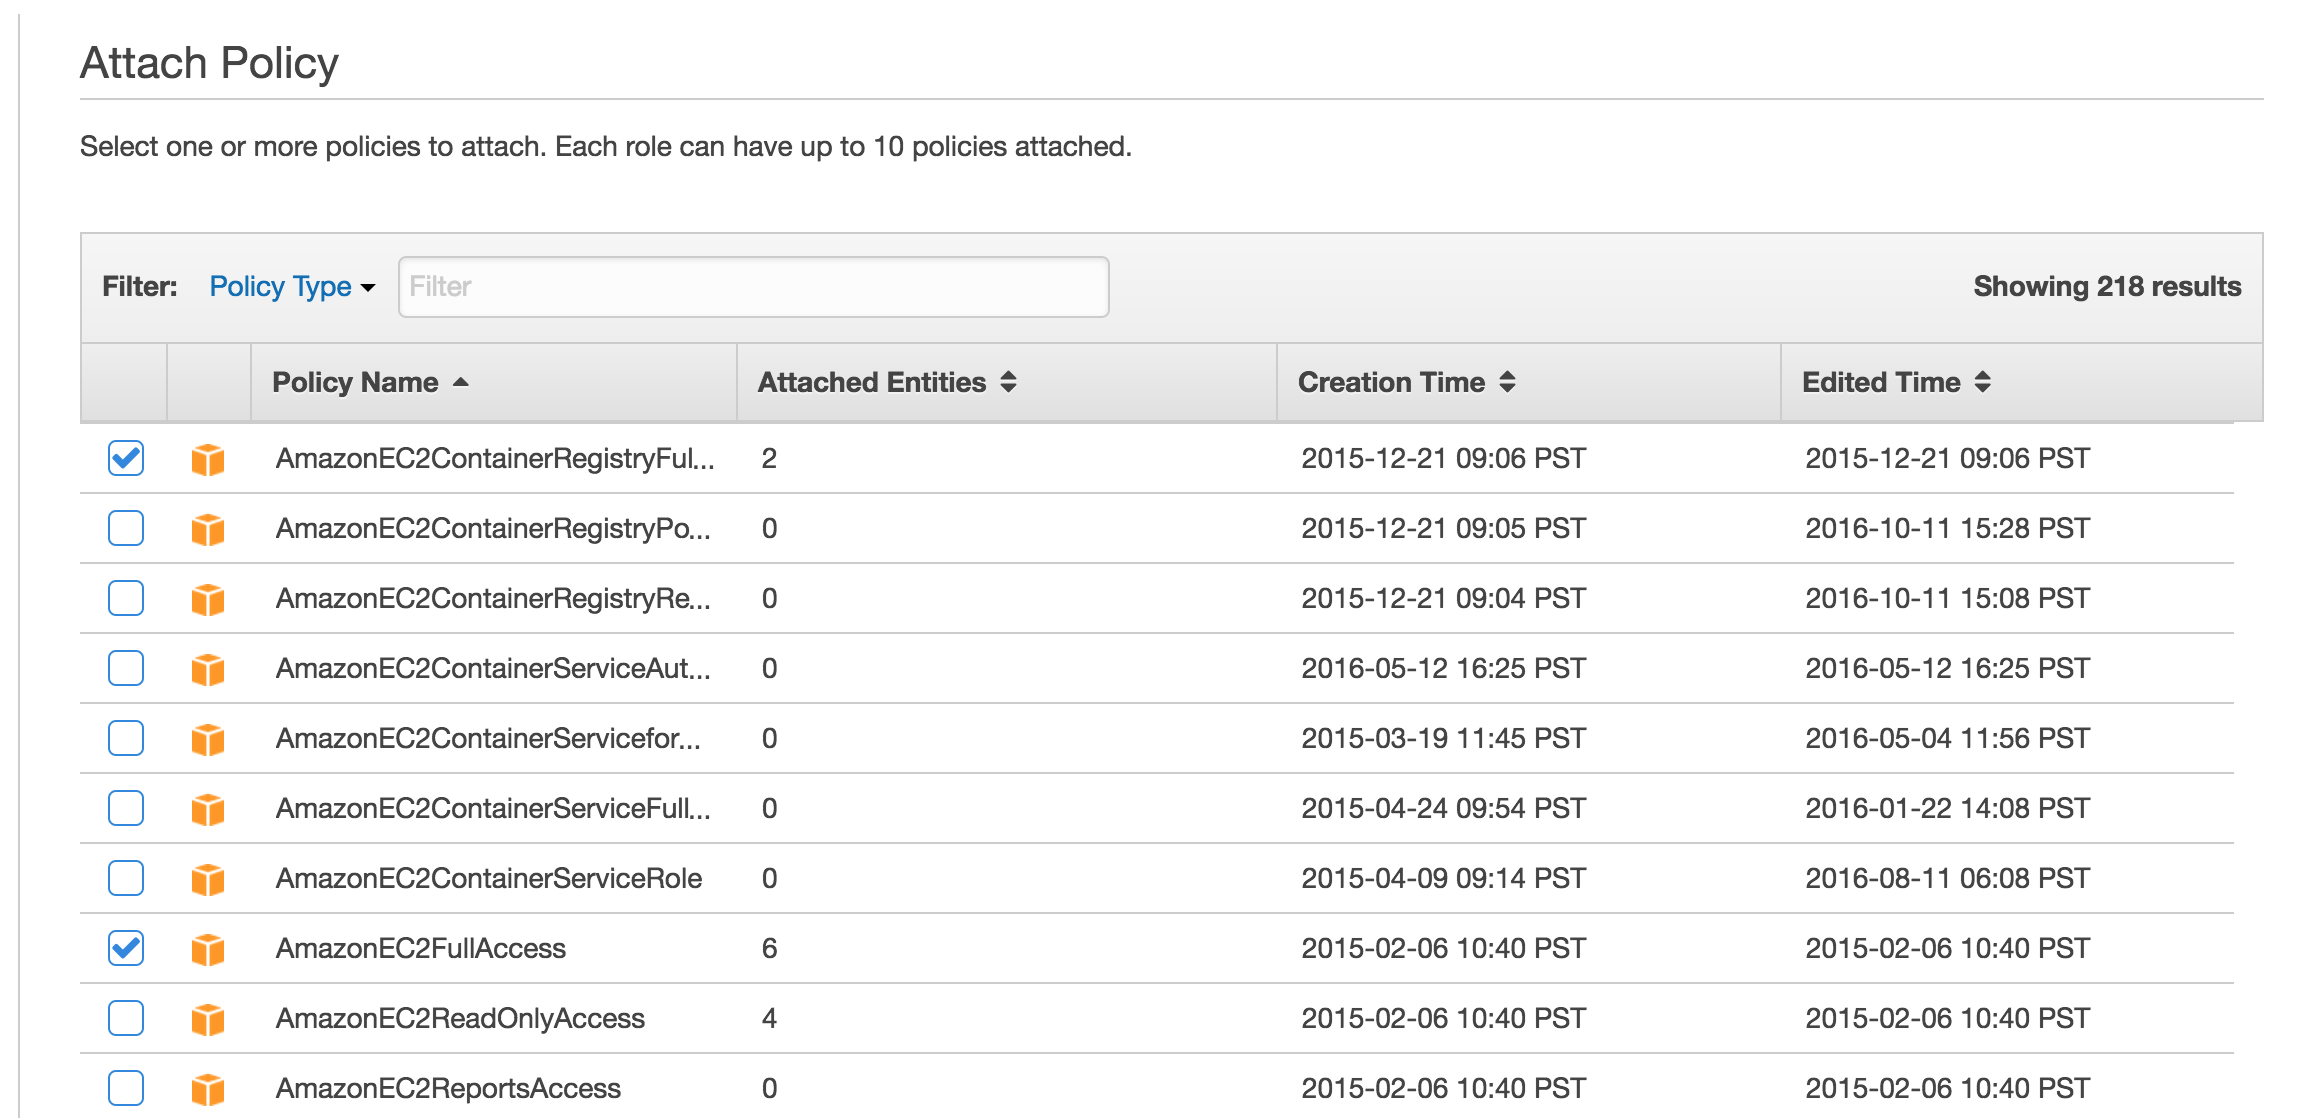 Attach Policy
Select one or more policies to attach. Each role can have up to 10 policies attached.
Filter: Policy Type Filter Showing 218 results
Policy Name Attached Entities Creation Time Edited Time
AmazonEC2ContainerRegistryFul... 2 2015-12-21 09:06 PST 2015-12-21 09:06 PST
AmazonEC2ContainerRegistryPo... 0 2015-12-21 09:05 PST 2016-10-11 15:28 PST
AmazonEC2ContainerRegistryRe... 0 2015-12-21 09:04 PST 2016-10-11 15:08 PST
AmazonEC2ContainerServiceAut... 0 2016-05-12 16:25 PST 2016-05-12 16:25 PST
AmazonEC2ContainerServicefor... 0 2015-03-19 11:45 PST 2016-05-04 11:56 PST
AmazonEC2ContainerServiceFull... 0 2015-04-24 09:54 PST 2016-01-22 14:08 PST
AmazonEC2ContainerServiceRole 0 2015-04-09 09:14 PST 2016-08-11 06:08 PST
AmazonEC2FullAccess 6 2015-02-06 10:40 PST 2015-02-06 10:40 PST
AmazonEC2ReadOnlyAccess 4 2015-02-06 10:40 PST 2015-02-06 10:40 PST
AmazonEC2ReportsAccess 0 2015-02-06 10:40 PST 2015-02-06 10:40 PST